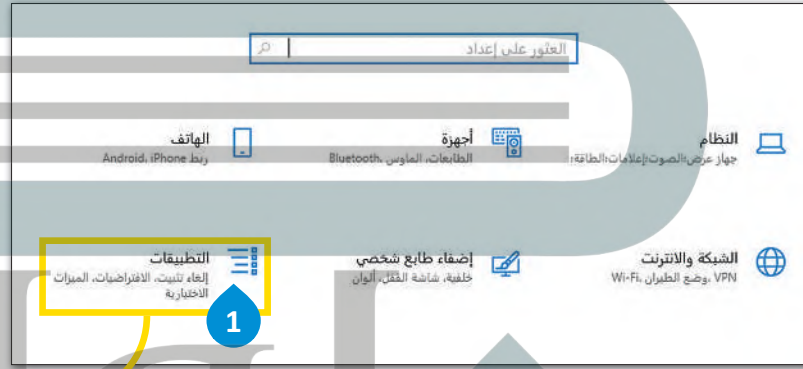 العثور على إعداد
النظام
جهاز عرض،الصوت،إعلامات،الطاقة،
أجهزة
الطابعات، الماوس ،Bluetooth
الهاتف
ربط Android, iPhone
الشبكة والانترنت
VPN ،وضع الطيران ،Wi-Fi
إضفاء طابع شخصي
خلفية، شاشة القفل، ألوان
التطبيقات
إلغاء تثبيت، الافتراضيات، الميزات
الاختيارية
1